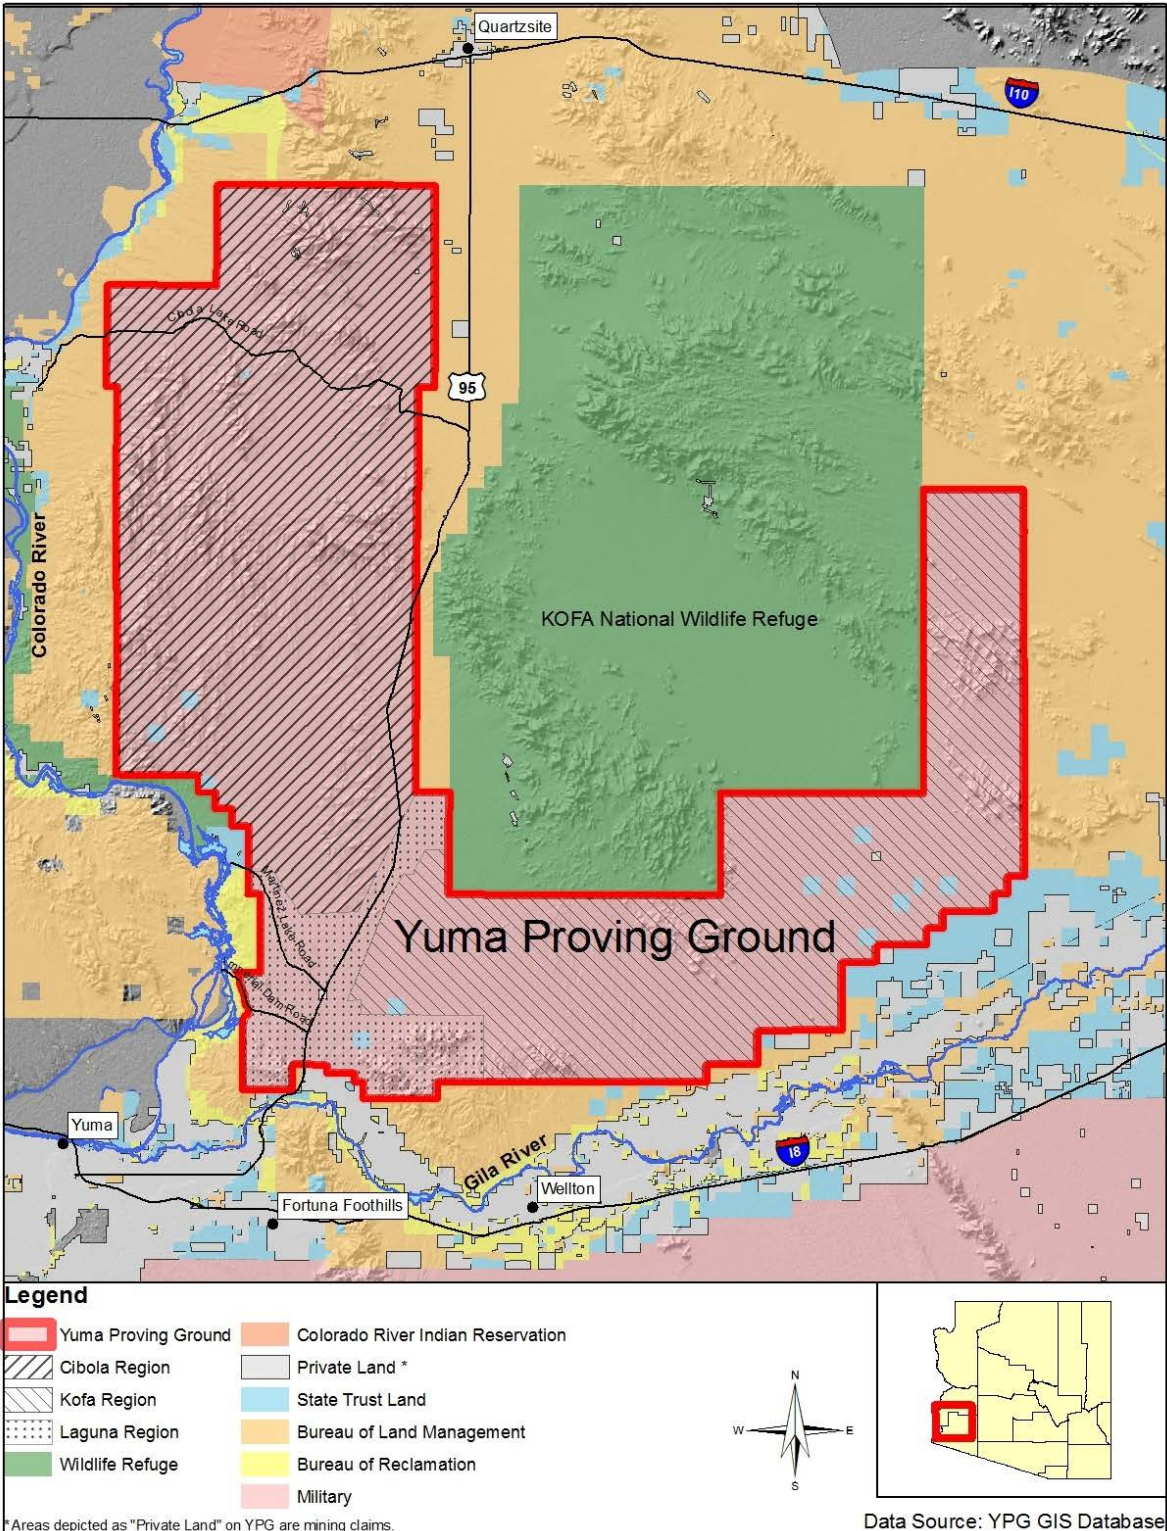 Quartzsite
I10
Cibola Lake Road
95
Colorado River
KOFA National Wildlife Refuge
Martinez Lake Road
Yuma Proving Ground
Imperial Dam Road
Yuma
Gila River
I8
Wellton
Fortuna Foothills
Legend
Yuma Proving Ground
Cibola Region
Kofa Region
Laguna Region
Wildlife Refuge
Colorado River Indian Reservation
Private Land *
State Trust Land
Bureau of Land Management
Bureau of Reclamation
Military
N
W E
S
*Areas depicted as "Private Land" on YPG are mining claims.
Data Source: YPG GIS Database